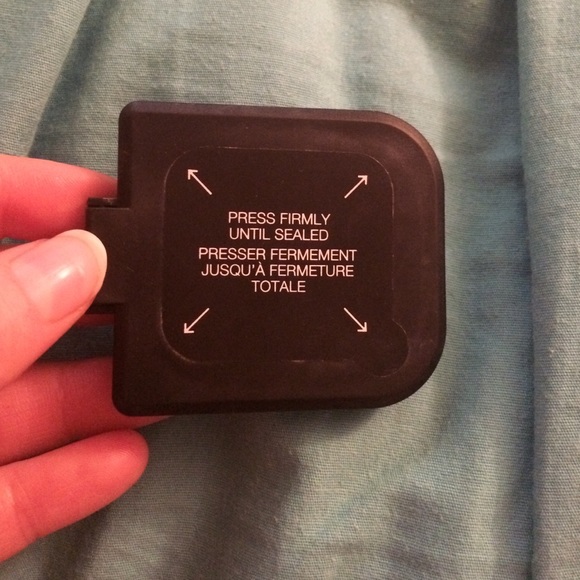 PRESS FIRMLY
UNTIL SEALED
PRESSER FERMEMENT
JUSQU'À FERMETURE
TOTALE